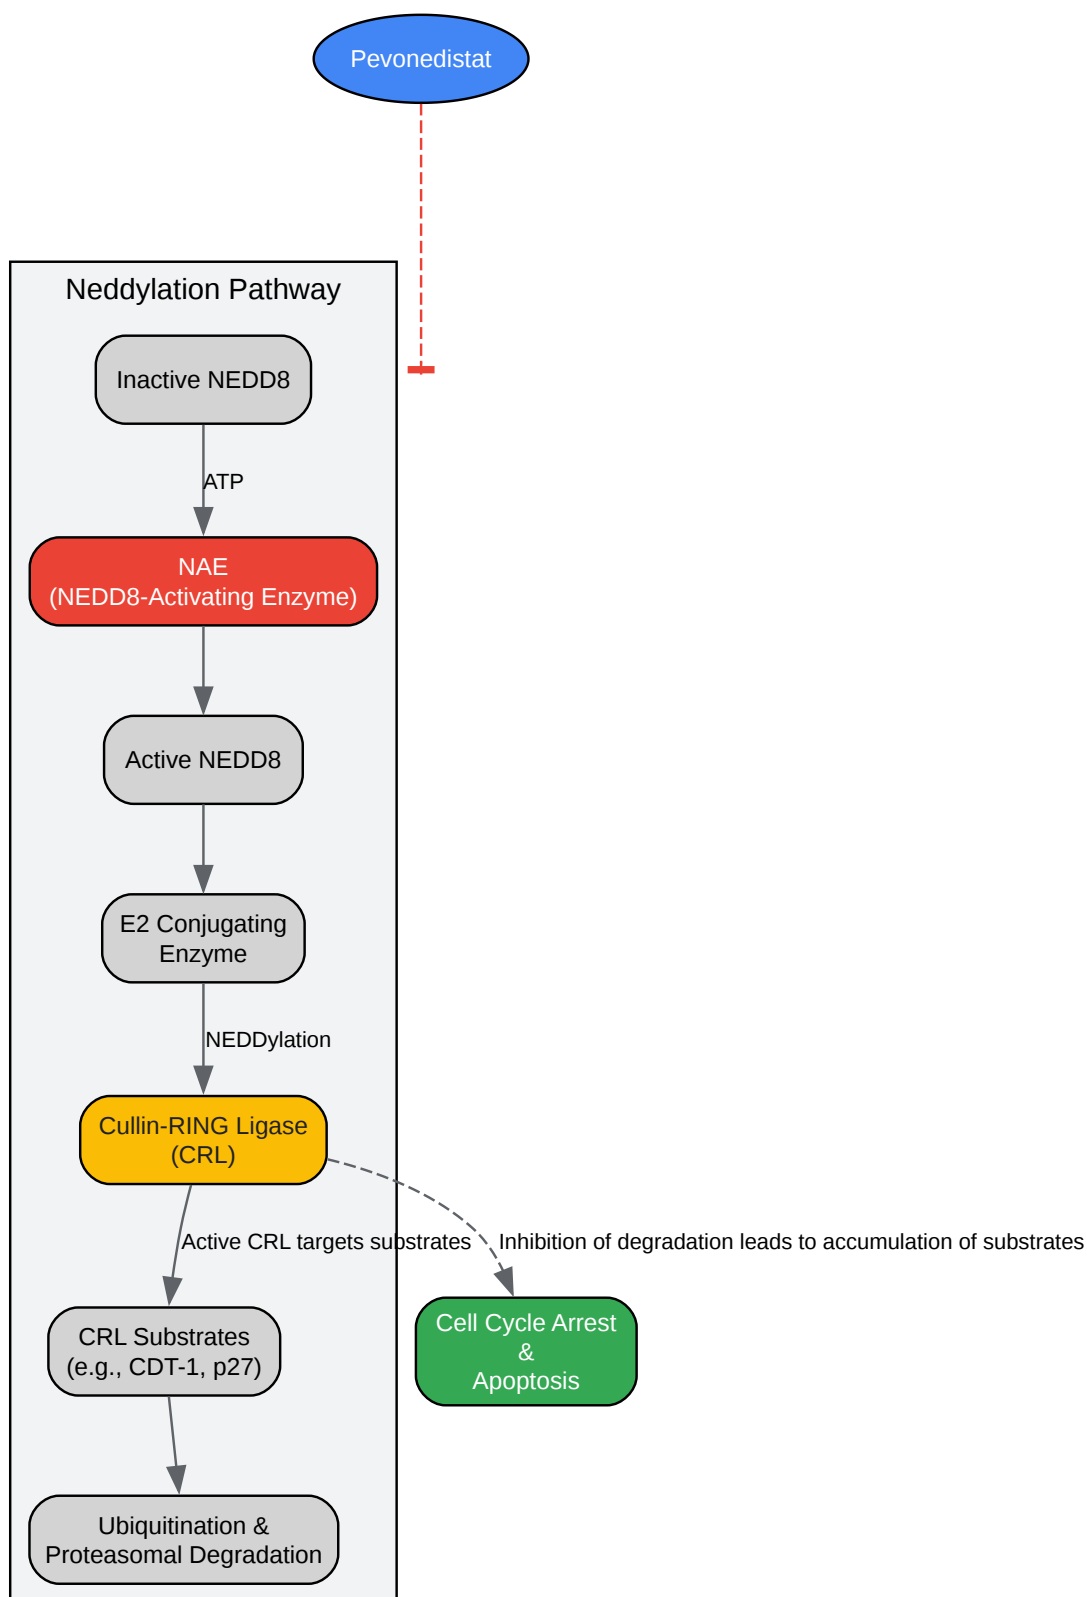 Pevonedistat
Neddylation Pathway
Inactive NEDD8
ATP
NAE
(NEDD8-Activating Enzyme)
Active NEDD8
E2 Conjugating
Enzyme
NEDDylation
Cullin-RING Ligase
(CRL)
Active CRL targets substrates
Inhibition of degradation leads to accumulation of substrates
CRL Substrates
(e.g., CDT-1, p27)
Cell Cycle Arrest
&
Apoptosis
Ubiquitination &
Proteasomal Degradation